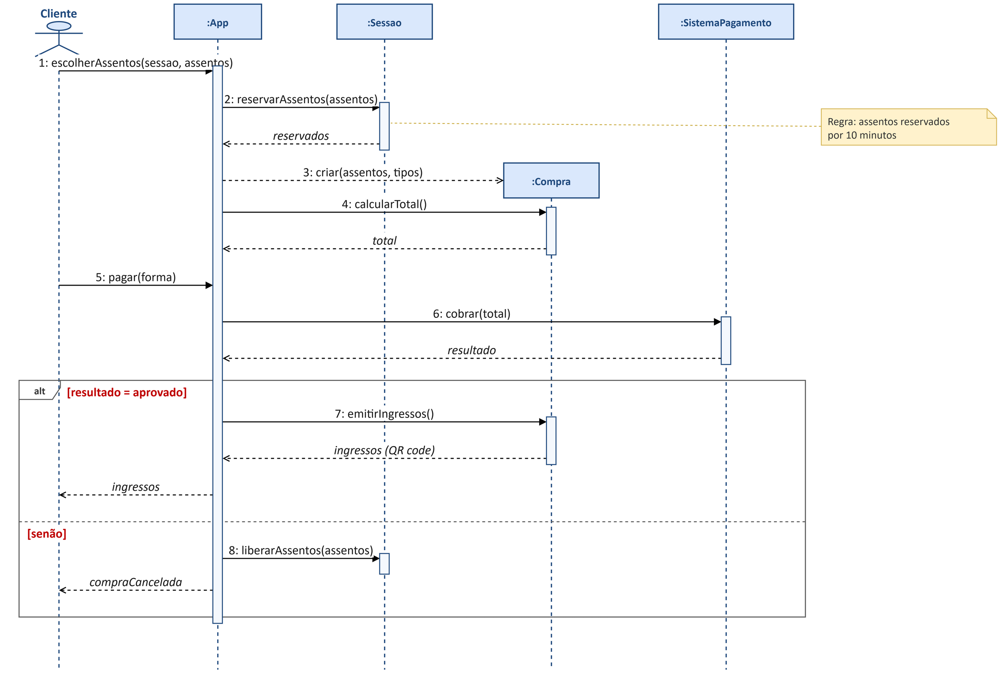 Cliente
:App
:Sessao
:SistemaPagamento
1: escolherAssentos(sessao, assentos)
2: reservarAssentos(assentos)
Regra: assentos reservados
por 10 minutos
reservados
3: criar(assentos, tipos)
:Compra
4: calcularTotal()
total
5: pagar(forma)
6: cobrar(total)
resultado
alt
[resultado = aprovado]
7: emitirIngressos()
ingressos (QR code)
ingressos
[senão]
8: liberarAssentos(assentos)
compraCancelada